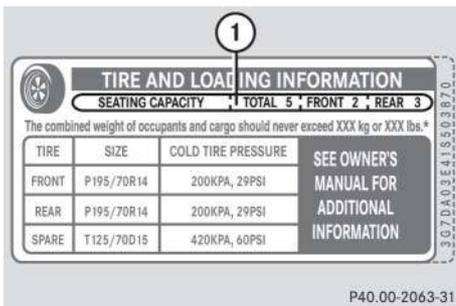 1
TIRE AND LOADING INFORMATION
SEATING CAPACITY TOTAL 5 FRONT 2 REAR 3
The combined weight of occupants and cargo should never exceed XXX kg or XXX lbs.*
TIRE SIZE COLD TIRE PRESSURE
FRONT P195/70R14 200KPA, 29PSI
REAR P195/70R14 200KPA, 29PSI
SPARE T125/70D15 420KPA, 60PSI
SEE OWNER'S
MANUAL FOR
ADDITIONAL
INFORMATION
3G7DA03E41S503870
P40.00-2063-31